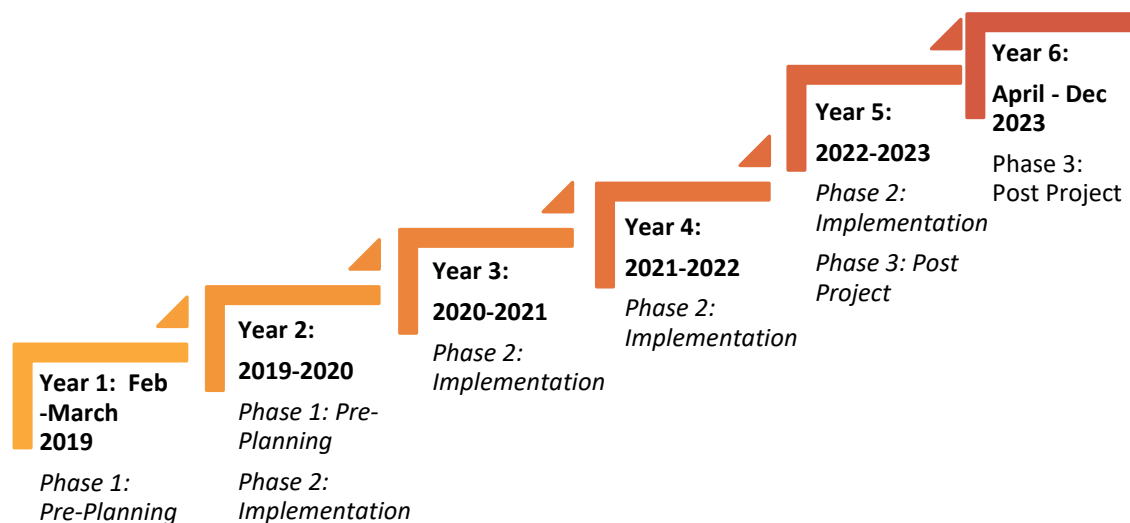 Year 1:  Feb
-March
2019
Phase 1:
Pre-Planning
Year 2:
2019-2020
Phase 1: Pre-
Planning
Phase 2:
Implementation
Year 3:
2020-2021
Phase 2:
Implementation
Year 4:
2021-2022
Phase 2:
Implementation
Year 5:
2022-2023
Phase 2:
Implementation
Phase 3: Post
Project
Year 6:
April - Dec
2023
Phase 3:
Post Project